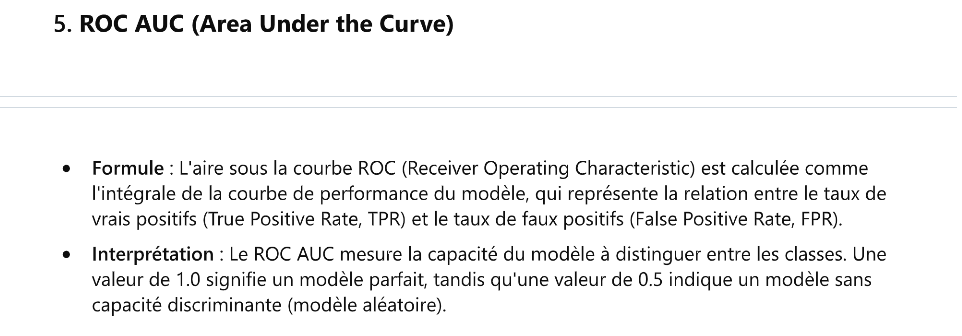 5. ROC AUC (Area Under the Curve)
• Formule : L'aire sous la courbe ROC (Receiver Operating Characteristic) est calculée comme
l'intégrale de la courbe de performance du modèle, qui représente la relation entre le taux de
vrais positifs (True Positive Rate, TPR) et le taux de faux positifs (False Positive Rate, FPR).
• Interprétation : Le ROC AUC mesure la capacité du modèle à distinguer entre les classes. Une
valeur de 1.0 signifie un modèle parfait, tandis qu'une valeur de 0.5 indique un modèle sans
capacité discriminante (modèle aléatoire).